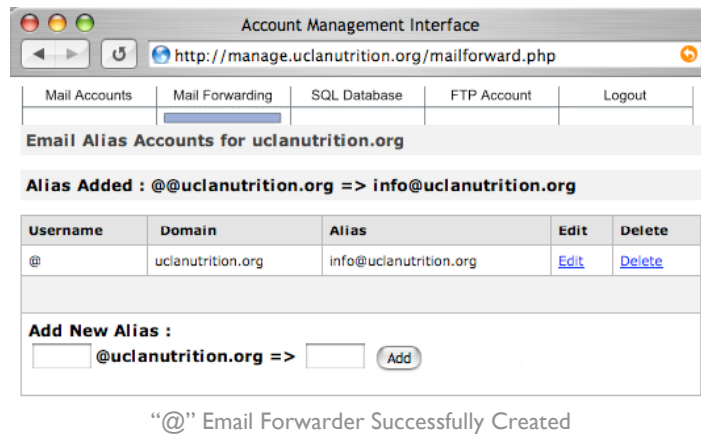 Account Management Interface
http://manage.uclanutrition.org/mailforward.php
Mail Accounts Mail Forwarding SQL Database FTP Account Logout
Email Alias Accounts for uclanutrition.org
Alias Added : @@uclanutrition.org => info@uclanutrition.org
Username Domain Alias Edit Delete
@ uclanutrition.org info@uclanutrition.org Edit Delete
Add New Alias :
@uclanutrition.org => Add
“@” Email Forwarder Successfully Created